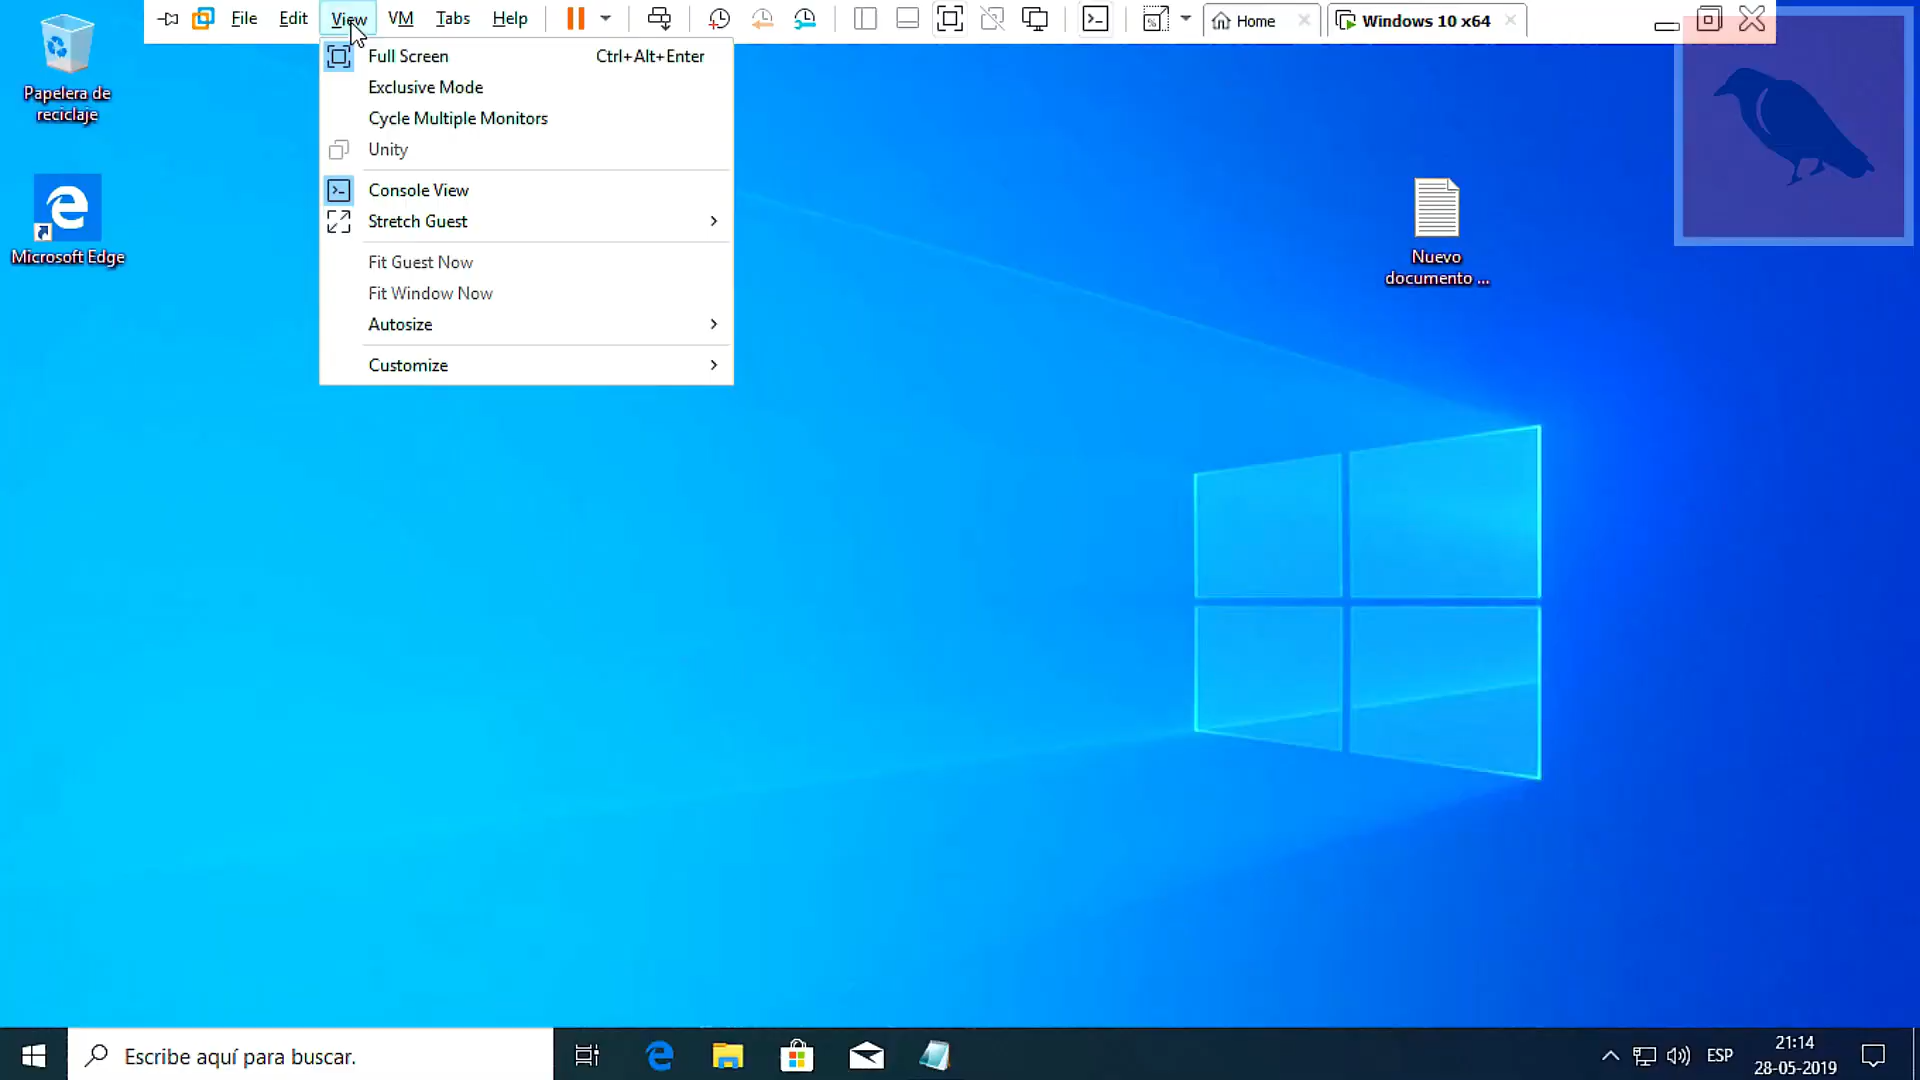 File Edit View VM Tabs Help Home Windows 10 x64
Full Screen Ctrl+Alt+Enter
Exclusive Mode
Cycle Multiple Monitors
Unity
Console View
Stretch Guest
Fit Guest Now
Fit Window Now
Autosize
Customize
Papelera de
reciclaje
Microsoft Edge
Nuevo
documento ...
Escribe aquí para buscar.
ESP
21:14
28-05-2019